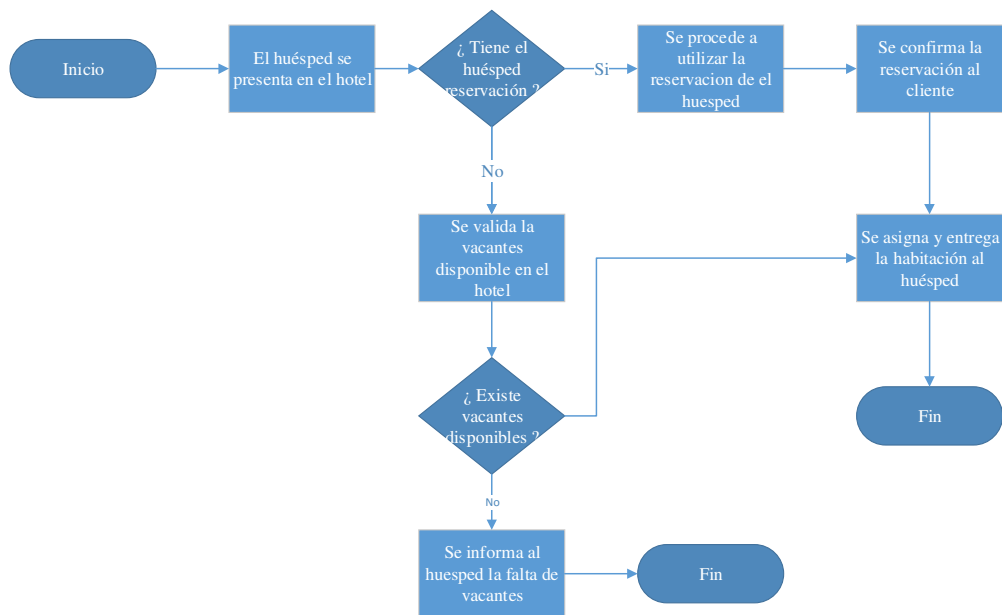 Inicio
El huésped se
presenta en el hotel
¿ Tiene el
huésped
reservación ?
Si
Se procede a
utilizar la
reservacion de el
huesped
Se confirma la
reservación al
cliente
No
Se valida la
vacantes
disponible en el
hotel
Se asigna y entrega
la habitación al
huésped
¿ Existe
vacantes
disponibles ?
Fin
No
Se informa al
huesped la falta de
vacantes
Fin